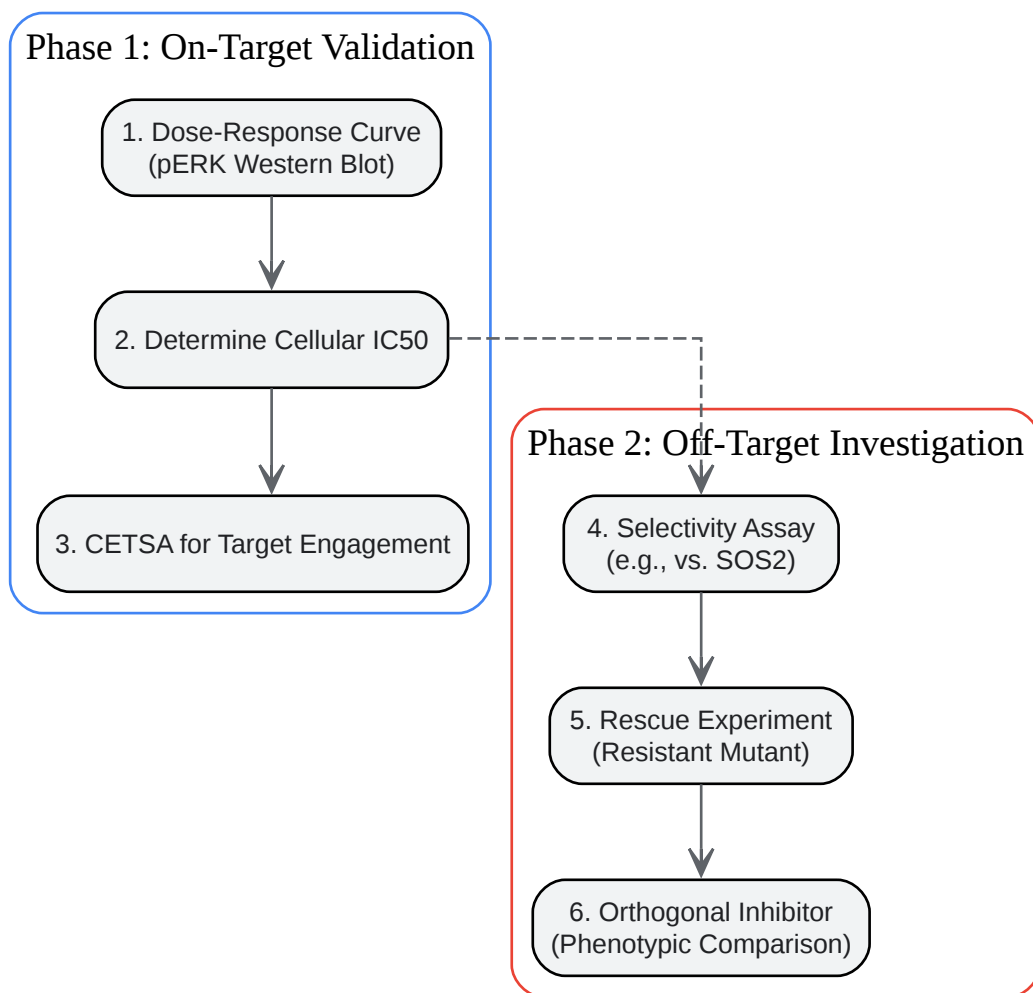 Phase 1: On-Target Validation
1. Dose-Response Curve
(pERK Western Blot)
2. Determine Cellular IC50
3. CETSA for Target Engagement
Phase 2: Off-Target Investigation
4. Selectivity Assay
(e.g., vs. SOS2)
5. Rescue Experiment
(Resistant Mutant)
6. Orthogonal Inhibitor
(Phenotypic Comparison)